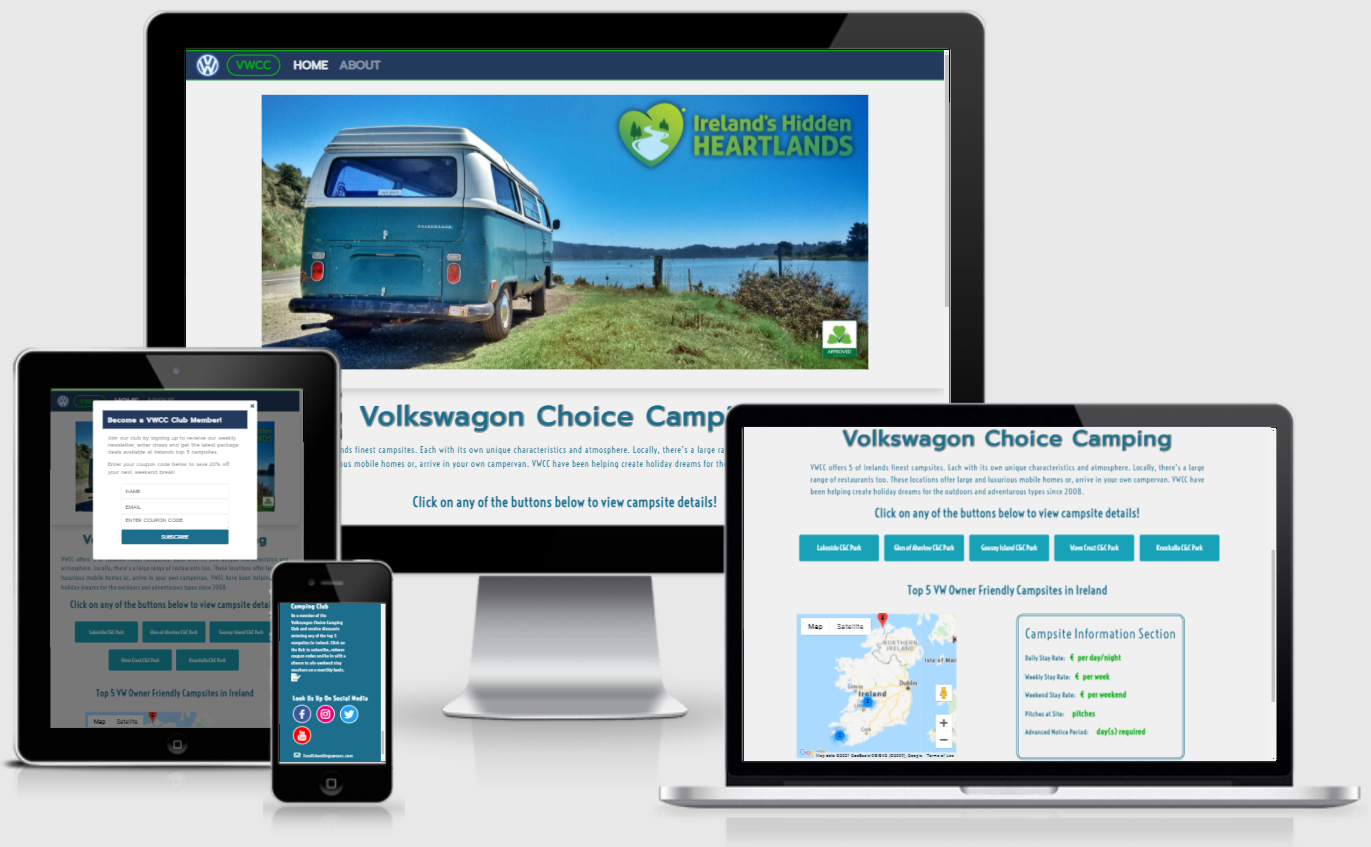 VWCC HOME ABOUT
Ireland's Hidden
HEARTLANDS
APPROVED
Volkswagon Choice Camp
nds finest campsites. Each with its own unique characteristics and atmosphere. Locally, there's a large ra
ous mobile homes or, arrive in your own campervan. VWCC have been helping create holiday dreams for th
Click on any of the buttons below to view campsite details!
Become a VWCC Club Member!
Join our club by signing up to receive our weekly
newsletter, enter draws and get the latest package
deals available at Irelands top 5 campsites.
Enter your coupon code below to save 20% off
your next weekend break!
NAME
EMAIL
ENTER COUPON CODE
SUBSCRIBE
VWCC offers
atmosphere. Locally, there's a large range of restaurants too. These locations offer large
luxurious mobile homes or, arrive in your own campervan. VWCC have been helping
holiday dreams for the outdoors and adventurous types since 2008.
Click on any of the buttons below to view campsite detai
Lakeside C&C Park Glen of Aherlow C&C Park Goosey Island C&C Park
Wave Crest C&C Park Knockalla C&C Park
Top 5 VW Owner Friendly Campsites in Ireland
Map Satellite
Camping Club
Be a member of the
Volkswagon Choice Camping
Club and receive discounts
entering any of the top 5
campsites in Ireland. Click on
the link to subscribe, redeem
coupon codes and be in with a
chance to win weekend stay
vouchers on a monthly basis.
Look Us Up On Social Media
Volkswagon Choice Camping
VWCC offers 5 of Irelands finest campsites. Each with its own unique characteristics and atmosphere. Locally, there's a large
range of restaurants too. These locations offer large and luxurious mobile homes or, arrive in your own campervan. VWCC have
been helping create holiday dreams for the outdoors and adventurous types since 2008.
Click on any of the buttons below to view campsite details!
Lakeside C&C Park Glen of Aherlow C&C Park Goosey Island C&C Park Wave Crest C&C Park Knockalla C&C Park
Top 5 VW Owner Friendly Campsites in Ireland
Map Satellite
NORTHERN
IRELAND
Isle of Man
Galway
Dublin
Ireland
Cork
Google
Map data ©2021 GeoBasis-DE/BKG (©2009), Google Terms of Use
Campsite Information Section
Daily Stay Rate: € per day/night
Weekly Stay Rate: € per week
Weekend Stay Rate: € per weekend
Pitches at Site: pitches
Advanced Notice Period: day(s) required